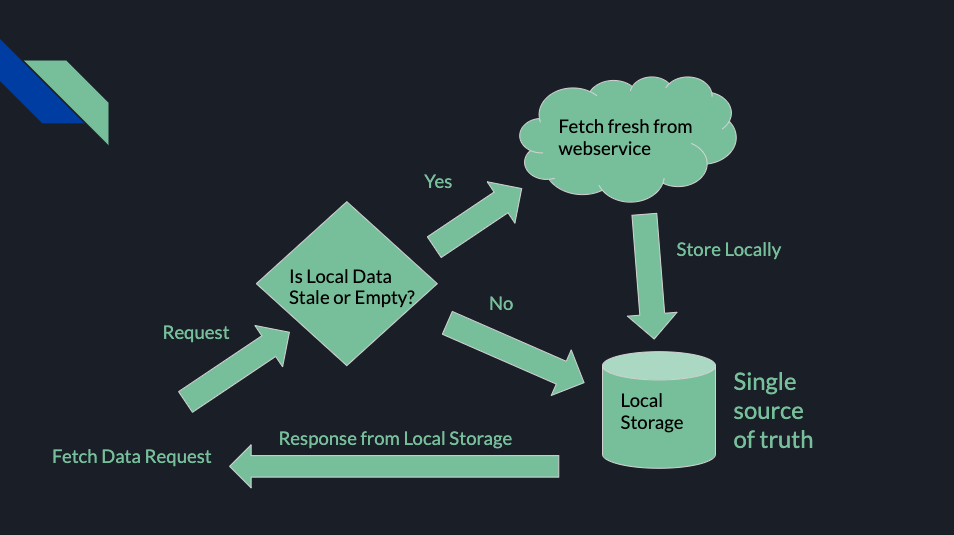 Fetch fresh from
webservice
Yes
Store Locally
Is Local Data
Stale or Empty?
No
Request
Local
Storage
Single
source
of truth
Response from Local Storage
Fetch Data Request